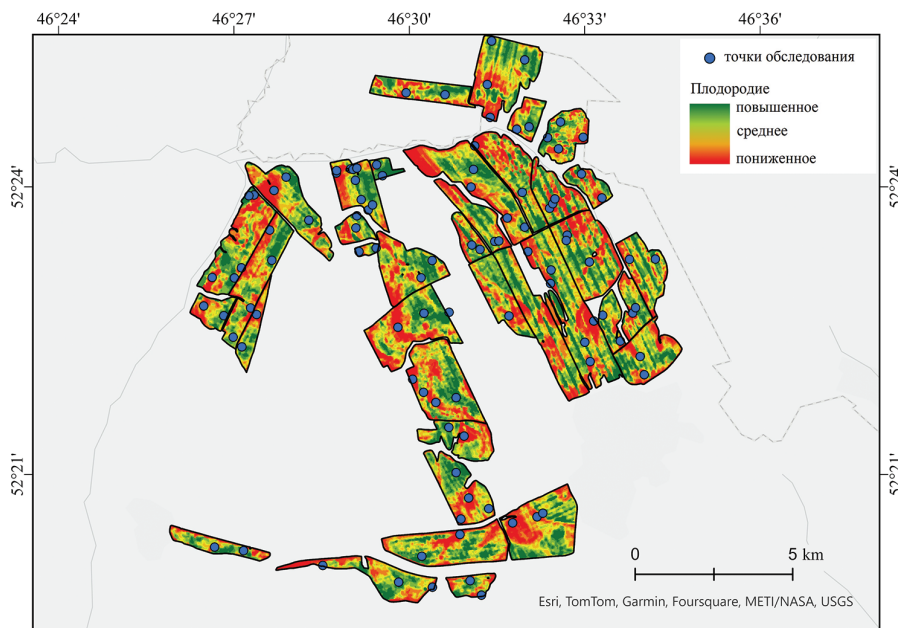 46°24' 46°27' 46°30' 46°33' 46°36'
точки обследования
Плодородие
повышенное
среднее
пониженное
52°24'
52°24'
52°21'
52°21'
0 5 km
Esri, TomTom, Garmin, Foursquare, METI/NASA, USGS